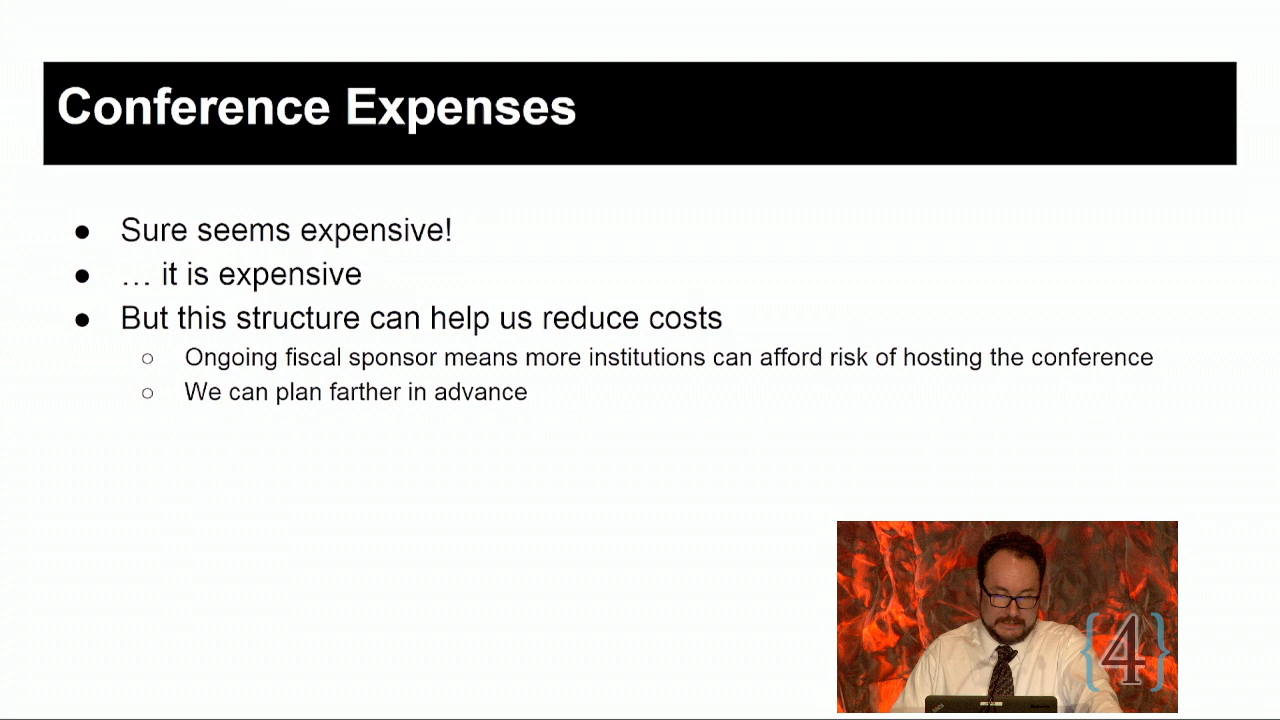 Conference Expenses
● Sure seems expensive!
● … it is expensive
● But this structure can help us reduce costs
○ Ongoing fiscal sponsor means more institutions can afford risk of hosting the conference
○ We can plan farther in advance
{4}